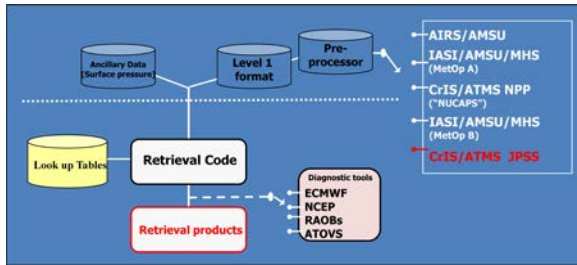 Ancillary Data
(Surface pressure)
Level 1
format
Pre-
processor
AIRS/AMSU
IASI/AMSU/MHS
(MetOp A)
CrIS/ATMS NPP
("NUCAPS")
IASI/AMSU/MHS
(MetOp B)
CrIS/ATMS JPSS
Look up Tables
Retrieval Code
Retrieval products
Diagnostic tools
ECMWF
NCEP
RAOBs
ATOVS